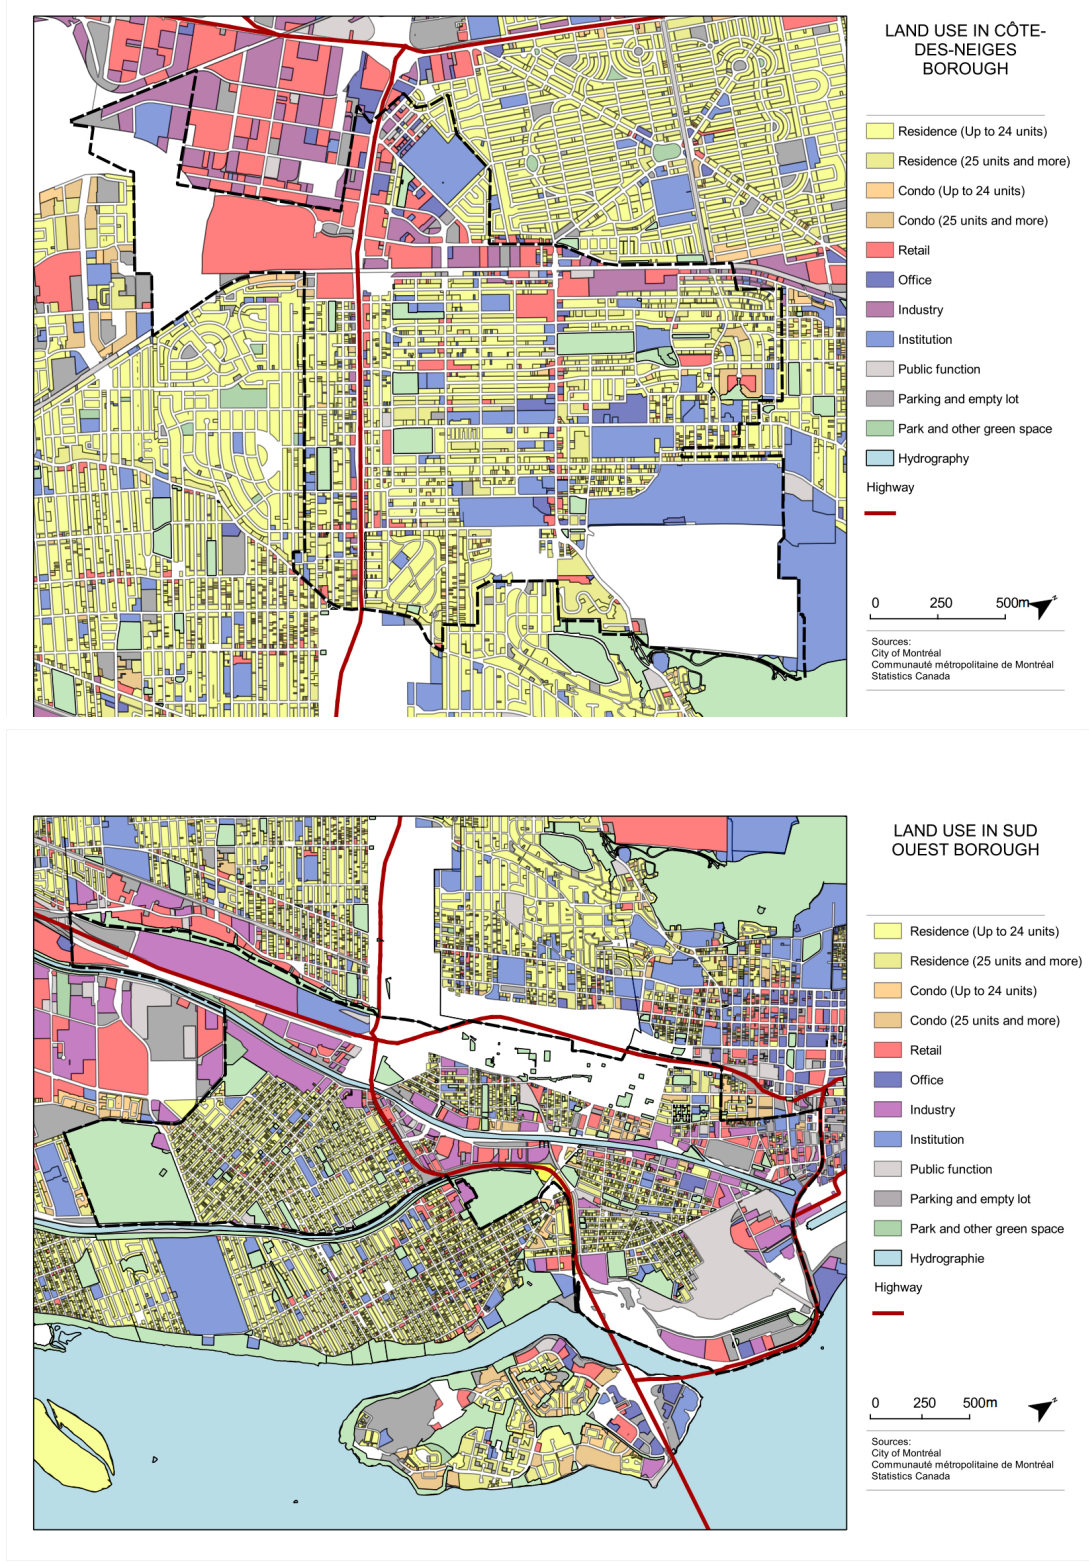 LAND USE IN CÔTE-
DES-NEIGES
BOROUGH
Residence (Up to 24 units)
Residence (25 units and more)
Condo (Up to 24 units)
Condo (25 units and more)
Retail
Office
Industry
Institution
Public function
Parking and empty lot
Park and other green space
Hydrography
Highway
0 250 500m
N
Sources:
City of Montréal
Communauté métropolitaine de Montréal
Statistics Canada
LAND USE IN SUD
OUEST BOROUGH
Residence (Up to 24 units)
Residence (25 units and more)
Condo (Up to 24 units)
Condo (25 units and more)
Retail
Office
Industry
Institution
Public function
Parking and empty lot
Park and other green space
Hydrographie
Highway
0 250 500m
N
Sources:
City of Montréal
Communauté métropolitaine de Montréal
Statistics Canada